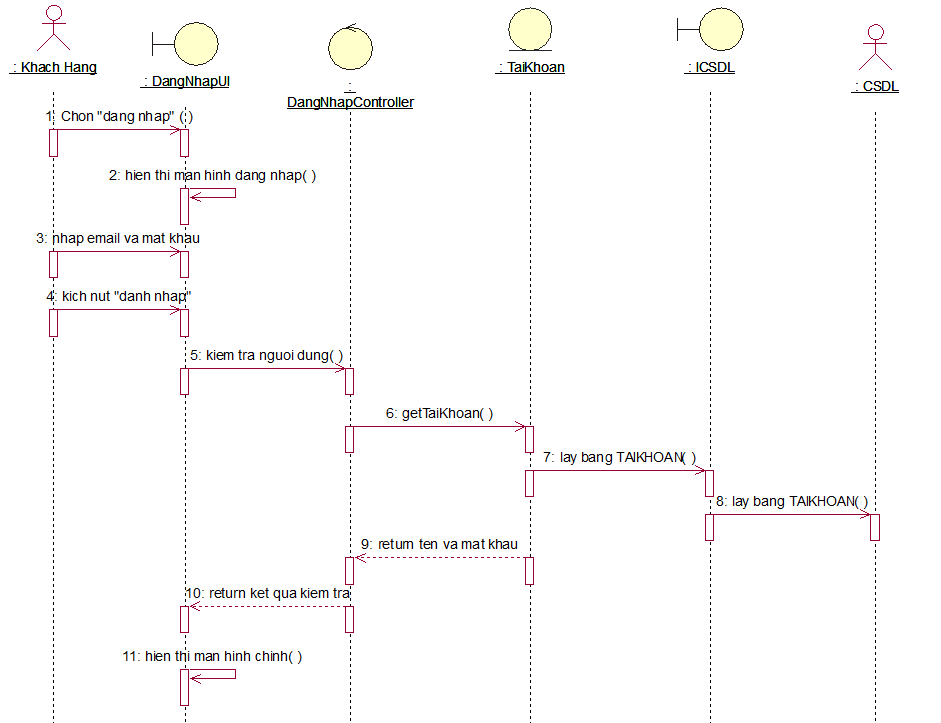 : Khach Hang
: DangNhapUI
:
DangNhapController
: TaiKhoan
: ICSDL
: CSDL
1: Chon "dang nhap" ( )
2: hien thi man hinh dang nhap( )
3: nhap email va mat khau
4: kich nut "danh nhap"
5: kiem tra nguoi dung( )
6: getTaiKhoan( )
7: lay bang TAIKHOAN( )
8: lay bang TAIKHOAN( )
9: return ten va mat khau
10: return ket qua kiem tra
11: hien thi man hinh chinh( )